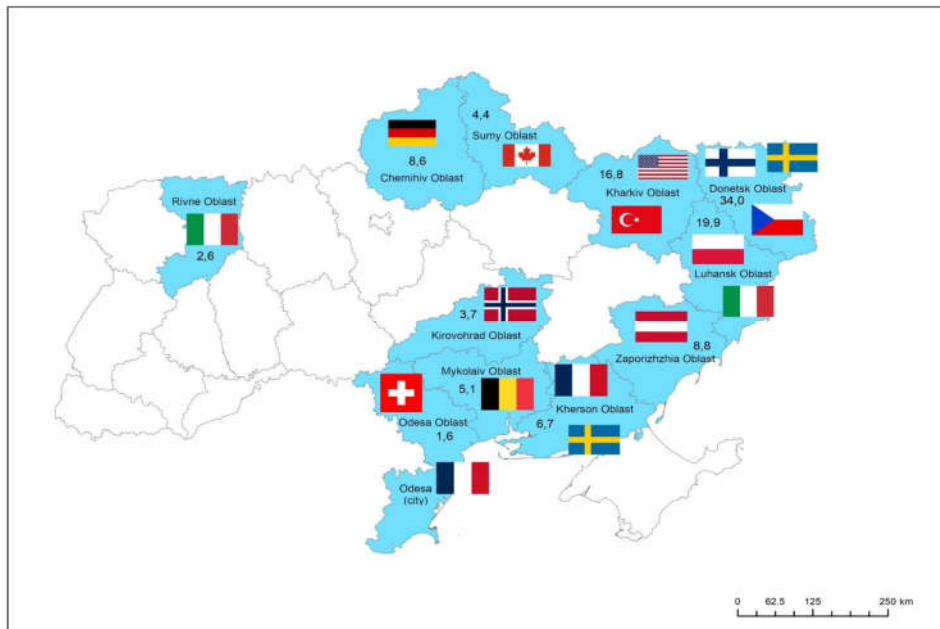 4,4
Sumy Oblast
8,6
Chernihiv Oblast
16,8
Kharkiv Oblast
Donetsk Oblast
34,0
19,9
Luhansk Oblast
Rivne Oblast
2,6
3,7
Kirovohrad Oblast
8,8
Zaporizhzhia Oblast
Mykolaiv Oblast
5,1
Kherson Oblast
6,7
Odesa Oblast
1,6
Odesa
(city)
0 62.5 125 250 km